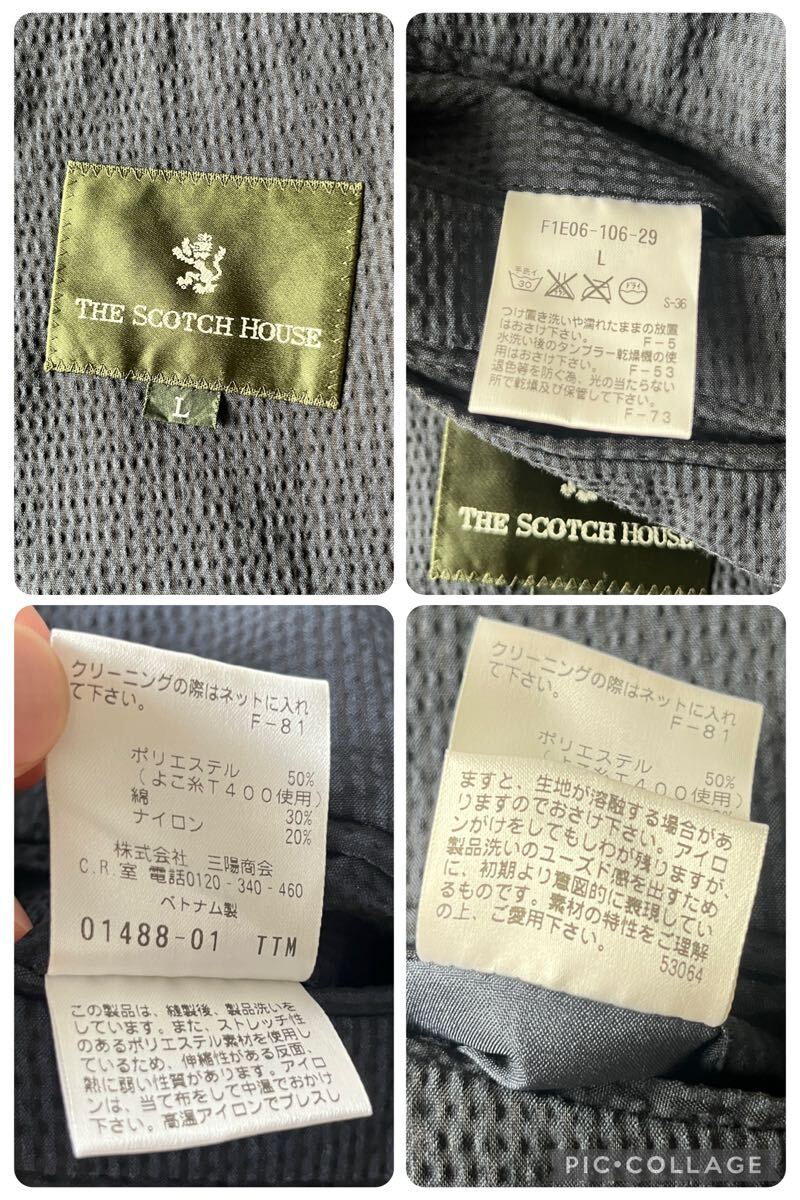 THE SCOTCH HOUSE
L
F1E06-106-29
L
手洗イ
30
ドライ
S-36
つけ置き洗いや濡れたままの放置
はおさけ下さい。 F-5
水洗い後のタンブラー乾燥機の使
用はおさけ下さい。 F-53
退色等を防ぐ為、光の当たらない
所で乾燥及び保管して下さい。
F-73
THE SCOTCH HOUSE
クリーニングの際はネットに入れ
て下さい。
F-81
ポリエステル 50%
(よこ糸T400使用)
綿 30%
ナイロン 20%
株式会社 三陽商会
C.R.室 電話0120-340-460
ベトナム製
01488-01 TTM
この製品は、縫製後、製品洗いを
しています。また、ストレッチ性
のあるポリエステル素材を使用し
ているため、伸縮性がある反面、
熱に弱い性質があります。アイロ
ンは、当て布をして中温でおかけ
下さい。高温アイロンでプレスし
クリーニングの際はネットに入れ
て下さい。
F-81
ポリエステル 50%
(よこ糸T400使用)
ますと、生地が溶融する場合があ
りますのでおさけ下さい。アイロ
ンがけをしてもしわが残りますが、
製品洗いのユーズド感を出すため
に、初期より意図的に表現してい
るものです。素材の特性をご理解
の上、ご愛用下さい。
53064
PIC•COLLAGE